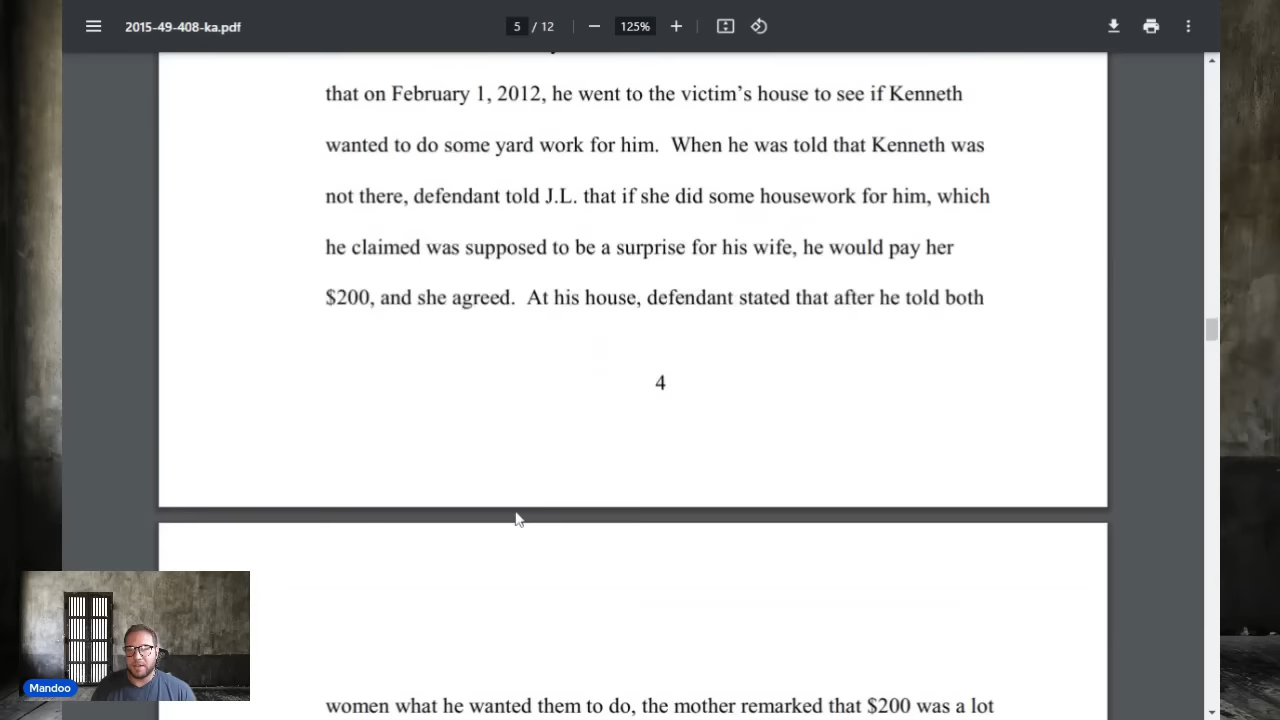 2015-49-408-ka.pdf
5 / 12
125%
that on February 1, 2012, he went to the victim’s house to see if Kenneth
wanted to do some yard work for him.  When he was told that Kenneth was
not there, defendant told J.L. that if she did some housework for him, which
he claimed was supposed to be a surprise for his wife, he would pay her
$200, and she agreed.  At his house, defendant stated that after he told both
4
women what he wanted them to do, the mother remarked that $200 was a lot
Mandoo